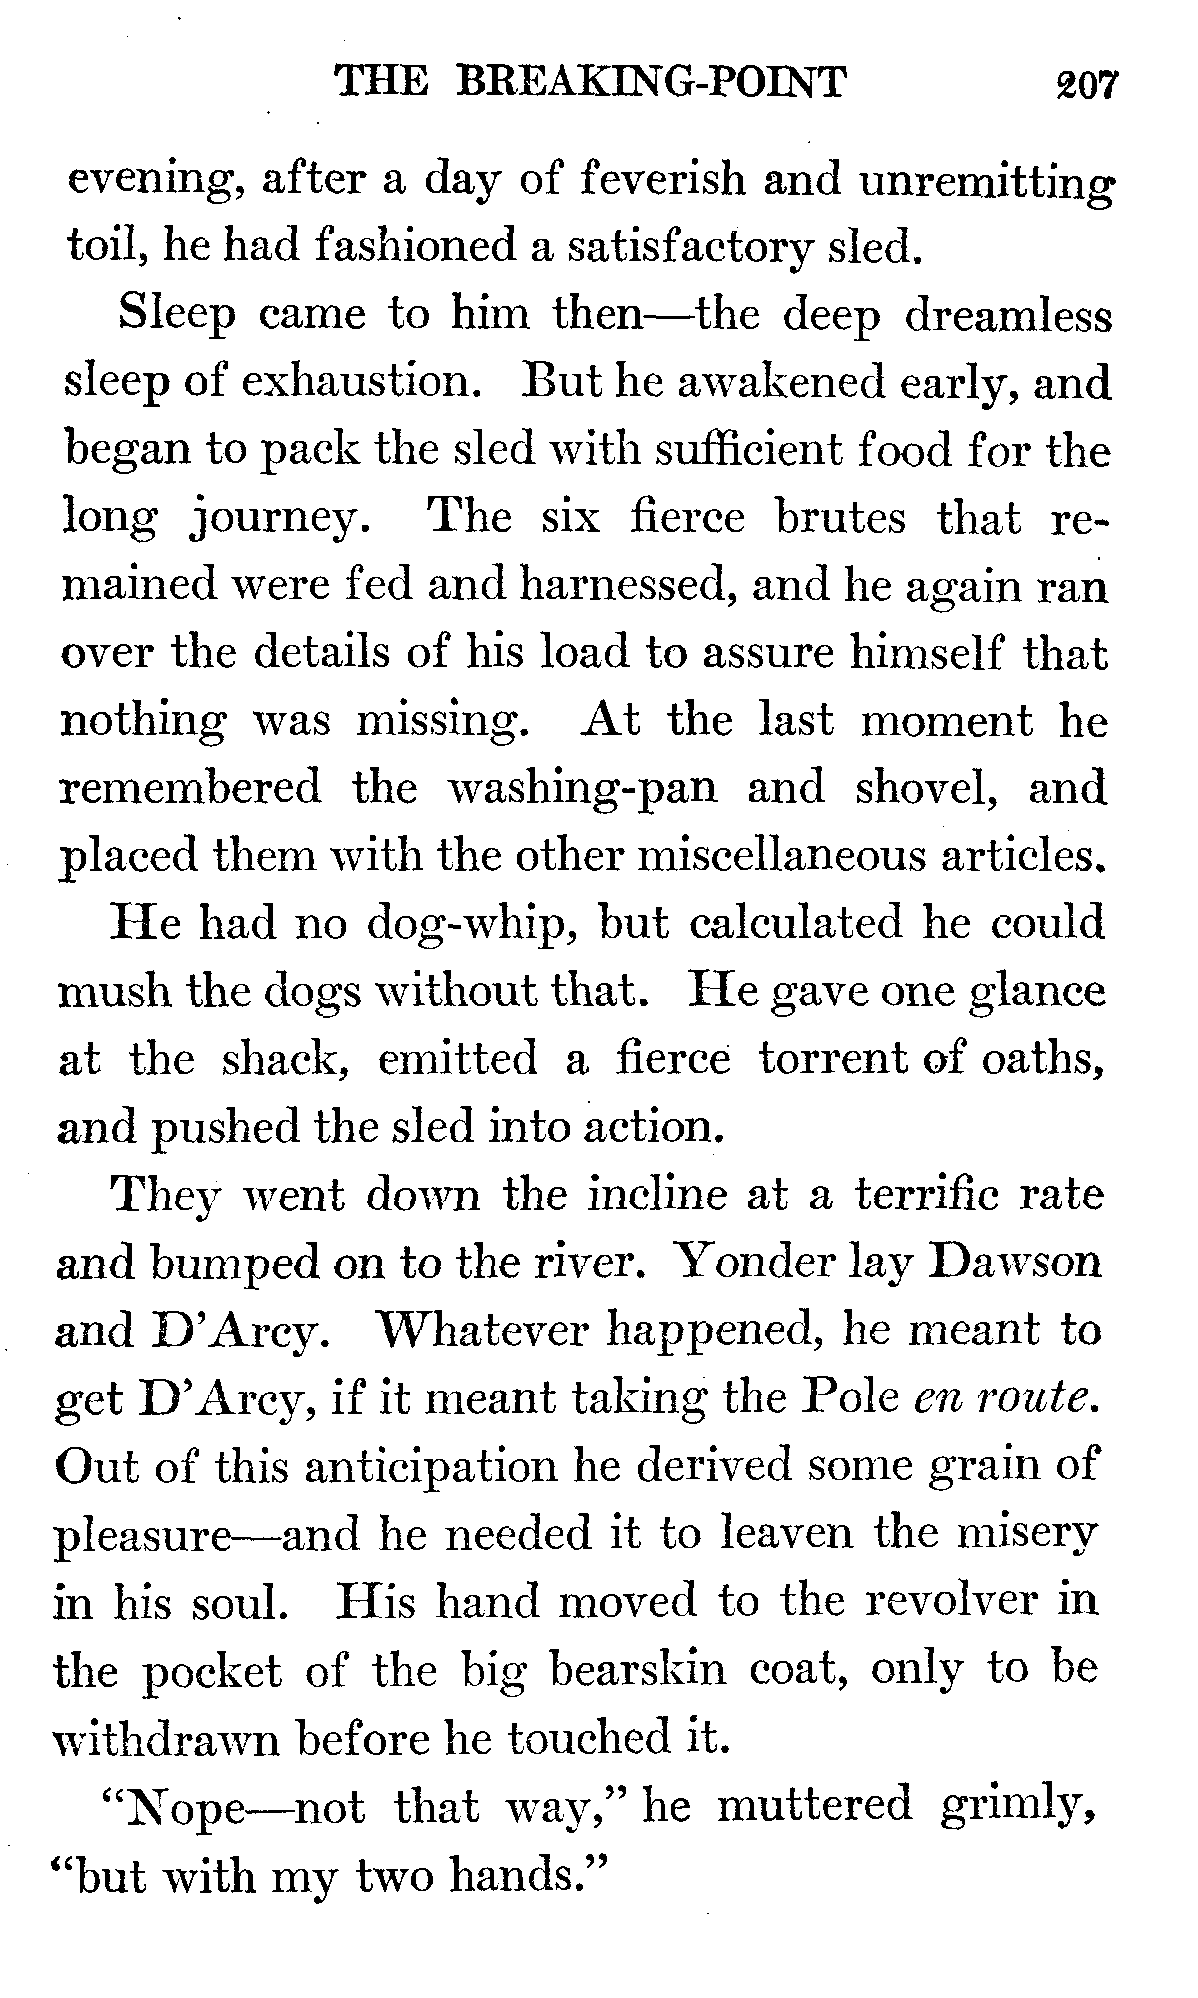 THE BREAKING-POINT 207
evening, after a day of feverish and unremitting
toil, he had fashioned a satisfactory sled.
Sleep came to him then—the deep dreamless
sleep of exhaustion. But he awakened early, and
began to pack the sled with sufficient food for the
long journey. The six fierce brutes that re-
mained were fed and harnessed, and he again ran
over the details of his load to assure himself that
nothing was missing. At the last moment he
remembered the washing-pan and shovel, and
placed them with the other miscellaneous articles.
He had no dog-whip, but calculated he could
mush the dogs without that. He gave one glance
at the shack, emitted a fierce torrent of oaths,
and pushed the sled into action.
They went down the incline at a terrific rate
and bumped on to the river. Yonder lay Dawson
and D'Arcy. Whatever happened, he meant to
get D'Arcy, if it meant taking the Pole en route.
Out of this anticipation he derived some grain of
pleasure—and he needed it to leaven the misery
in his soul. His hand moved to the revolver in
the pocket of the big bearskin coat, only to be
withdrawn before he touched it.
“Nope—not that way,” he muttered grimly,
“but with my two hands.”